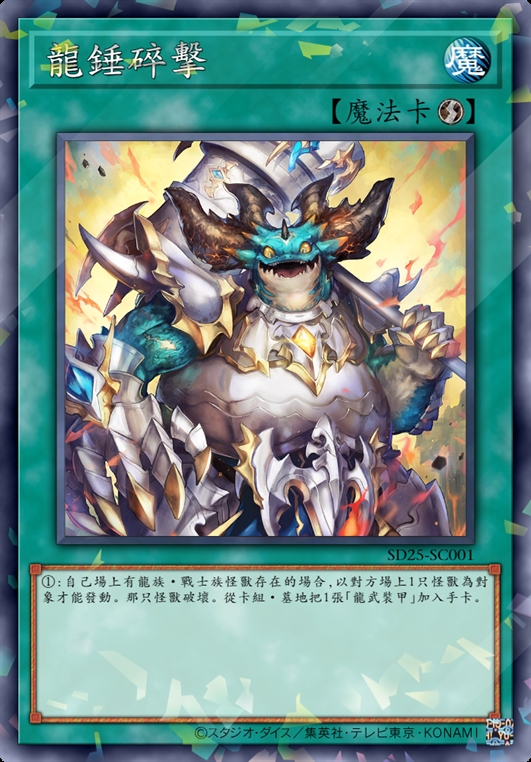 龍錘碎擊
魔
【魔法卡】
SD25-SC001
①:自己場上有龍族・戰士族怪獸存在的場合,以對方場上1只怪獸為對
象才能發動。那只怪獸破壞。從卡組・墓地把1張「龍武裝甲」加入手卡。
©スタジオ・ダイス／集英社・テレビ東京・KONAMI